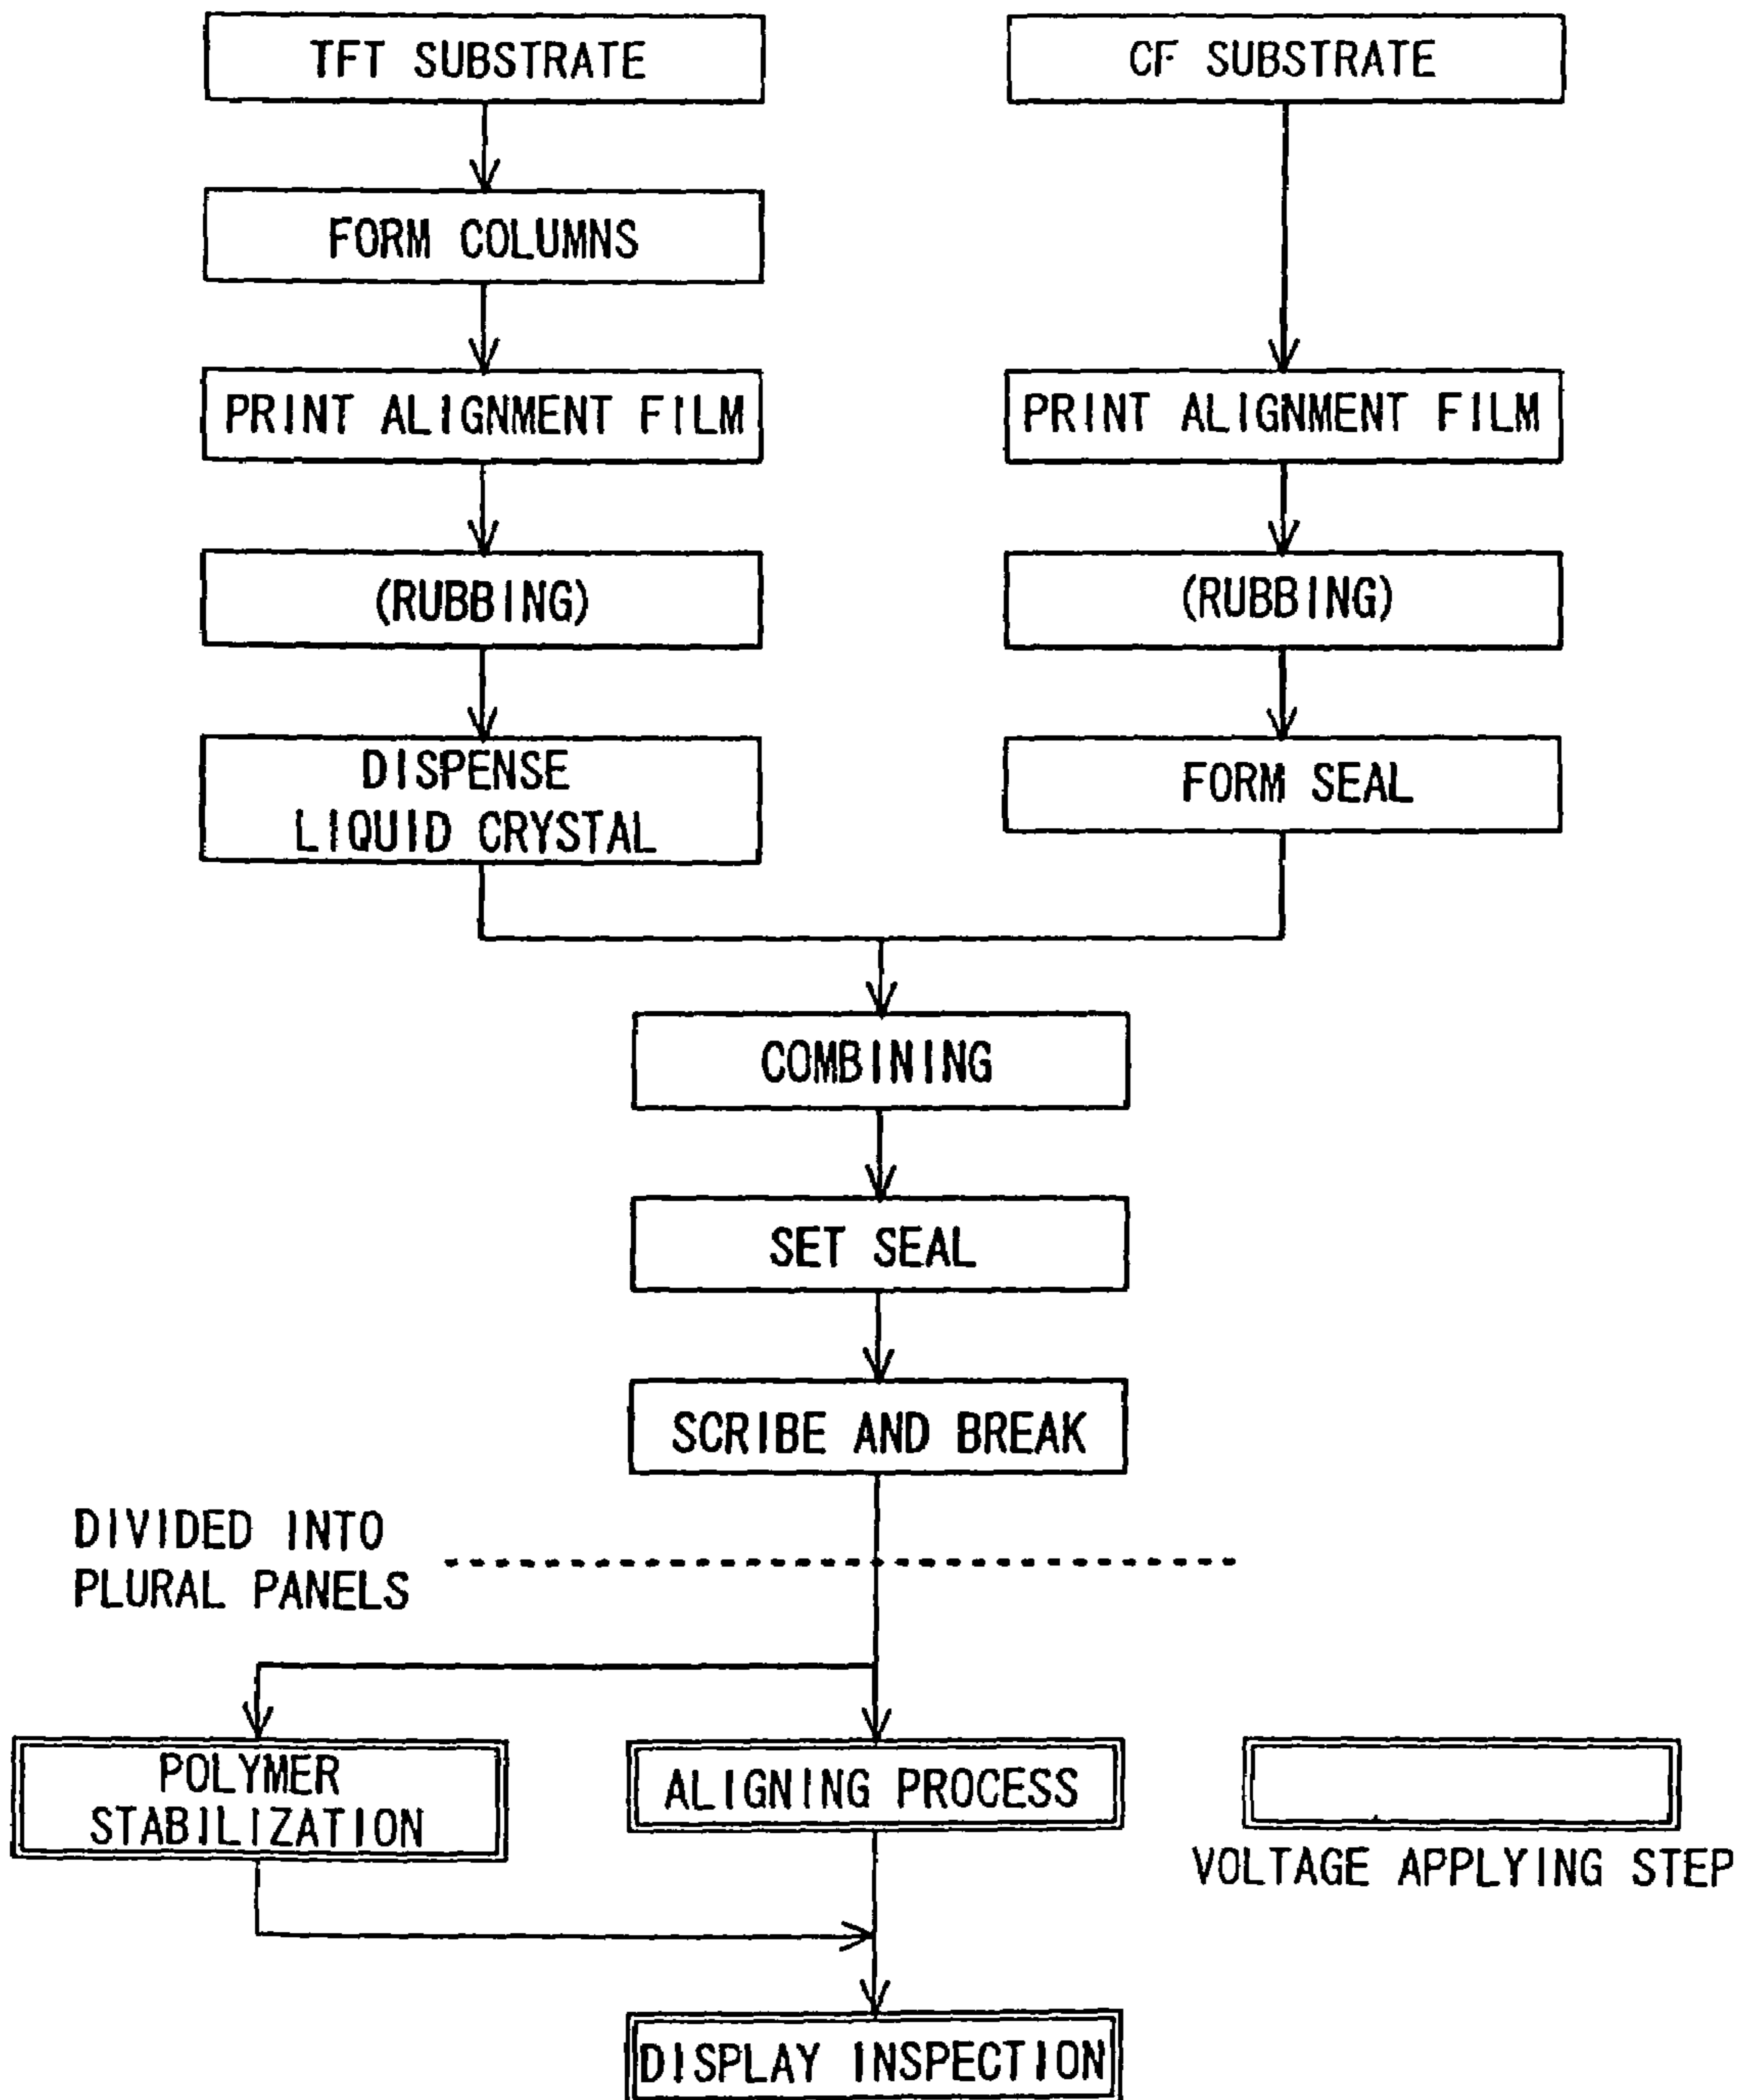 TFT SUBSTRATE
CF SUBSTRATE
FORM COLUMNS
PRINT ALIGNMENT FILM
PRINT ALIGNMENT FILM
(RUBBING)
(RUBBING)
DISPENSE
LIQUID CRYSTAL
FORM SEAL
COMBINING
SET SEAL
SCRIBE AND BREAK
DIVIDED INTO
PLURAL PANELS
POLYMER
STABILIZATION
ALIGNING PROCESS
VOLTAGE APPLYING STEP
DISPLAY INSPECTION